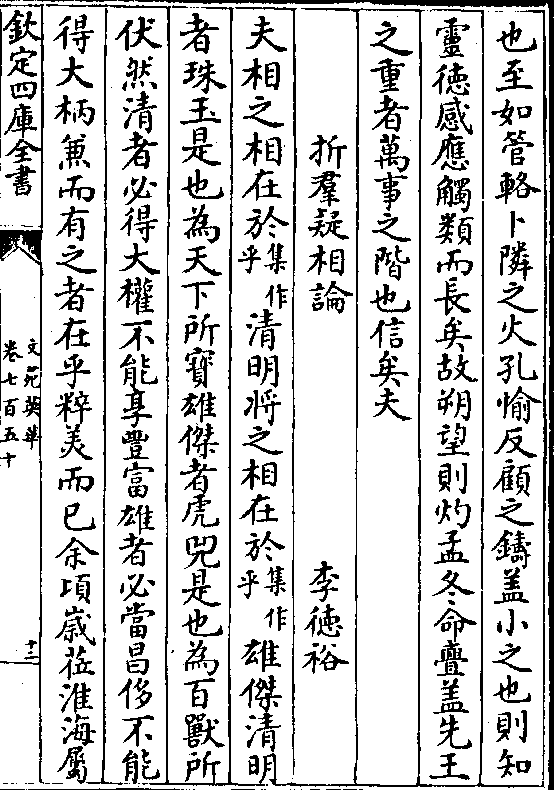 也至如管輅卜隣之火孔愉反顧之鑄盖小之也則知
靈徳感應觸類而長矣故朔望則灼孟冬命舋盖先王
之重者萬事之階也信矣夫
折羣疑相論　　　　李徳裕
夫相之相在於集作乎清明將之相在於集作乎雄傑清明
者珠玉是也為天下所寳雄傑者虎兕是也為百獸所
伏然清者必得大權不能享豐富雄者必當昌侈不能
得大柄兼而有之者在乎粹美而已余頃嵗莅淮海屬
欽定四庫全書
文苑英華
卷七百五十
十三